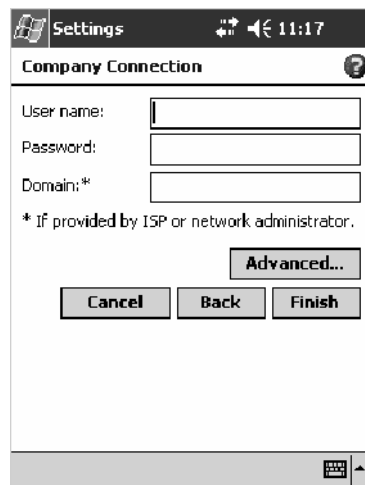 Settings 11:17
Company Connection ?
User name:
Password:
Domain:*
* If provided by ISP or network administrator.
Advanced...
Cancel Back Finish